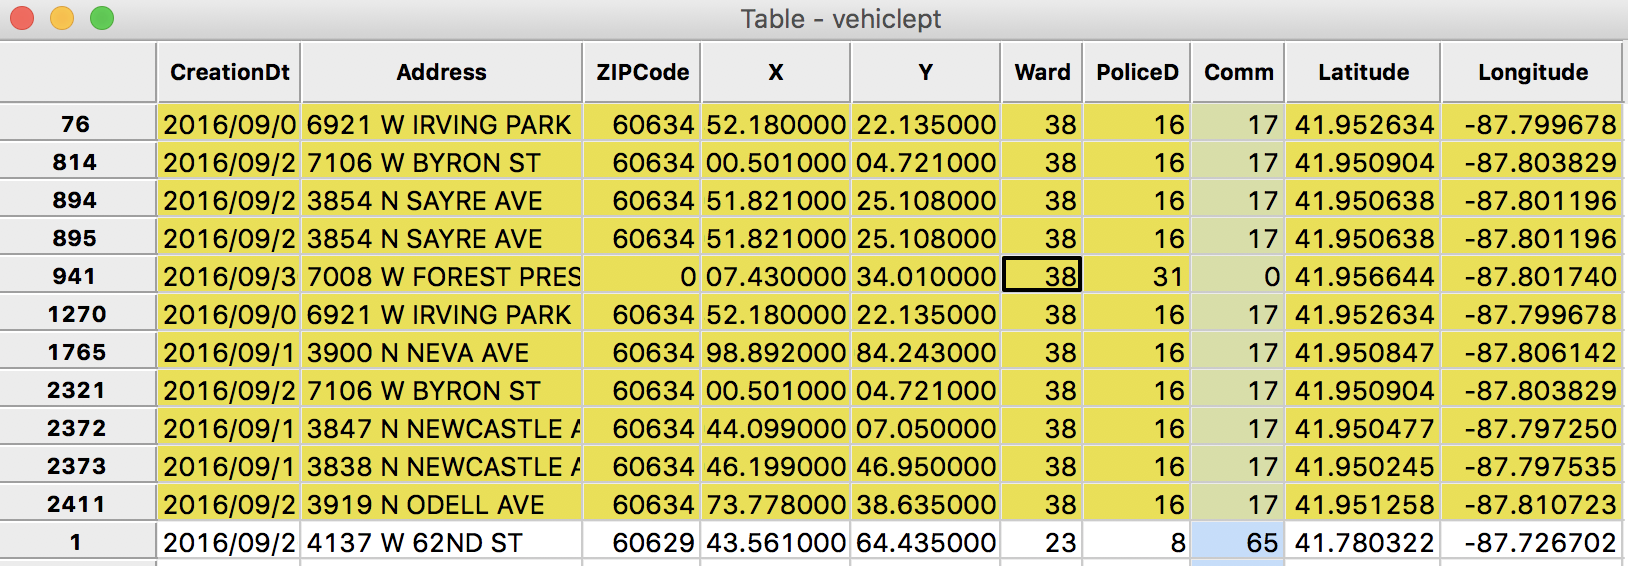 Table - vehiclept
CreationDt Address ZIPCode X Y Ward PoliceD Comm Latitude Longitude
76 2016/09/0 6921 W IRVING PARK 60634 52.180000 22.135000 38 16 17 41.952634 -87.799678
814 2016/09/2 7106 W BYRON ST 60634 00.501000 04.721000 38 16 17 41.950904 -87.803829
894 2016/09/2 3854 N SAYRE AVE 60634 51.821000 25.108000 38 16 17 41.950638 -87.801196
895 2016/09/2 3854 N SAYRE AVE 60634 51.821000 25.108000 38 16 17 41.950638 -87.801196
941 2016/09/3 7008 W FOREST PRES 0 07.430000 34.010000 38 31 0 41.956644 -87.801740
1270 2016/09/0 6921 W IRVING PARK 60634 52.180000 22.135000 38 16 17 41.952634 -87.799678
1765 2016/09/1 3900 N NEVA AVE 60634 98.892000 84.243000 38 16 17 41.950847 -87.806142
2321 2016/09/2 7106 W BYRON ST 60634 00.501000 04.721000 38 16 17 41.950904 -87.803829
2372 2016/09/1 3847 N NEWCASTLE A 60634 44.099000 07.050000 38 16 17 41.950477 -87.797250
2373 2016/09/1 3838 N NEWCASTLE A 60634 46.199000 46.950000 38 16 17 41.950245 -87.797535
2411 2016/09/2 3919 N ODELL AVE 60634 73.778000 38.635000 38 16 17 41.951258 -87.810723
1 2016/09/2 4137 W 62ND ST 60629 43.561000 64.435000 23 8 65 41.780322 -87.726702